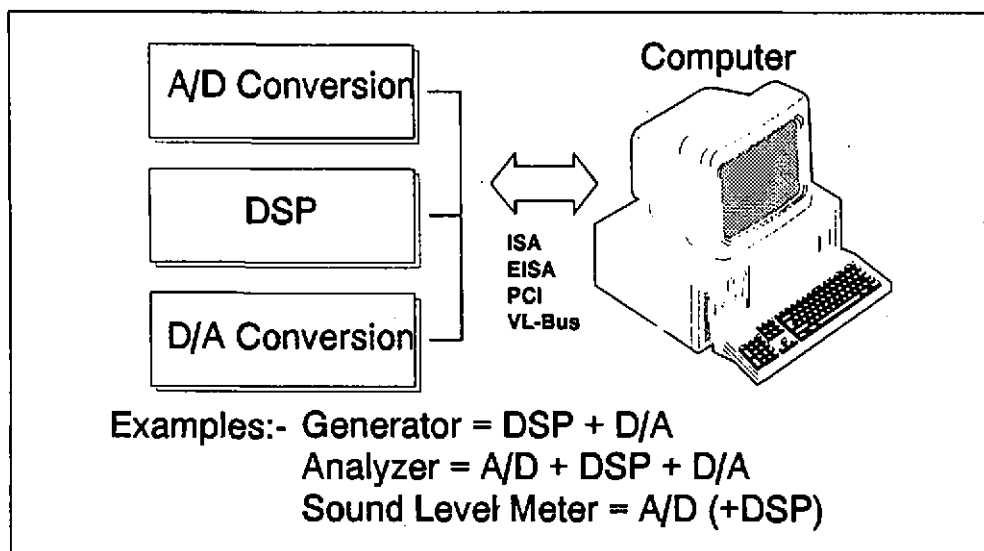 A/D Conversion
DSP
D/A Conversion
Computer
ISA
EISA
PCI
VL-Bus
Examples:- Generator = DSP + D/A
Analyzer = A/D + DSP + D/A
Sound Level Meter = A/D (+DSP)